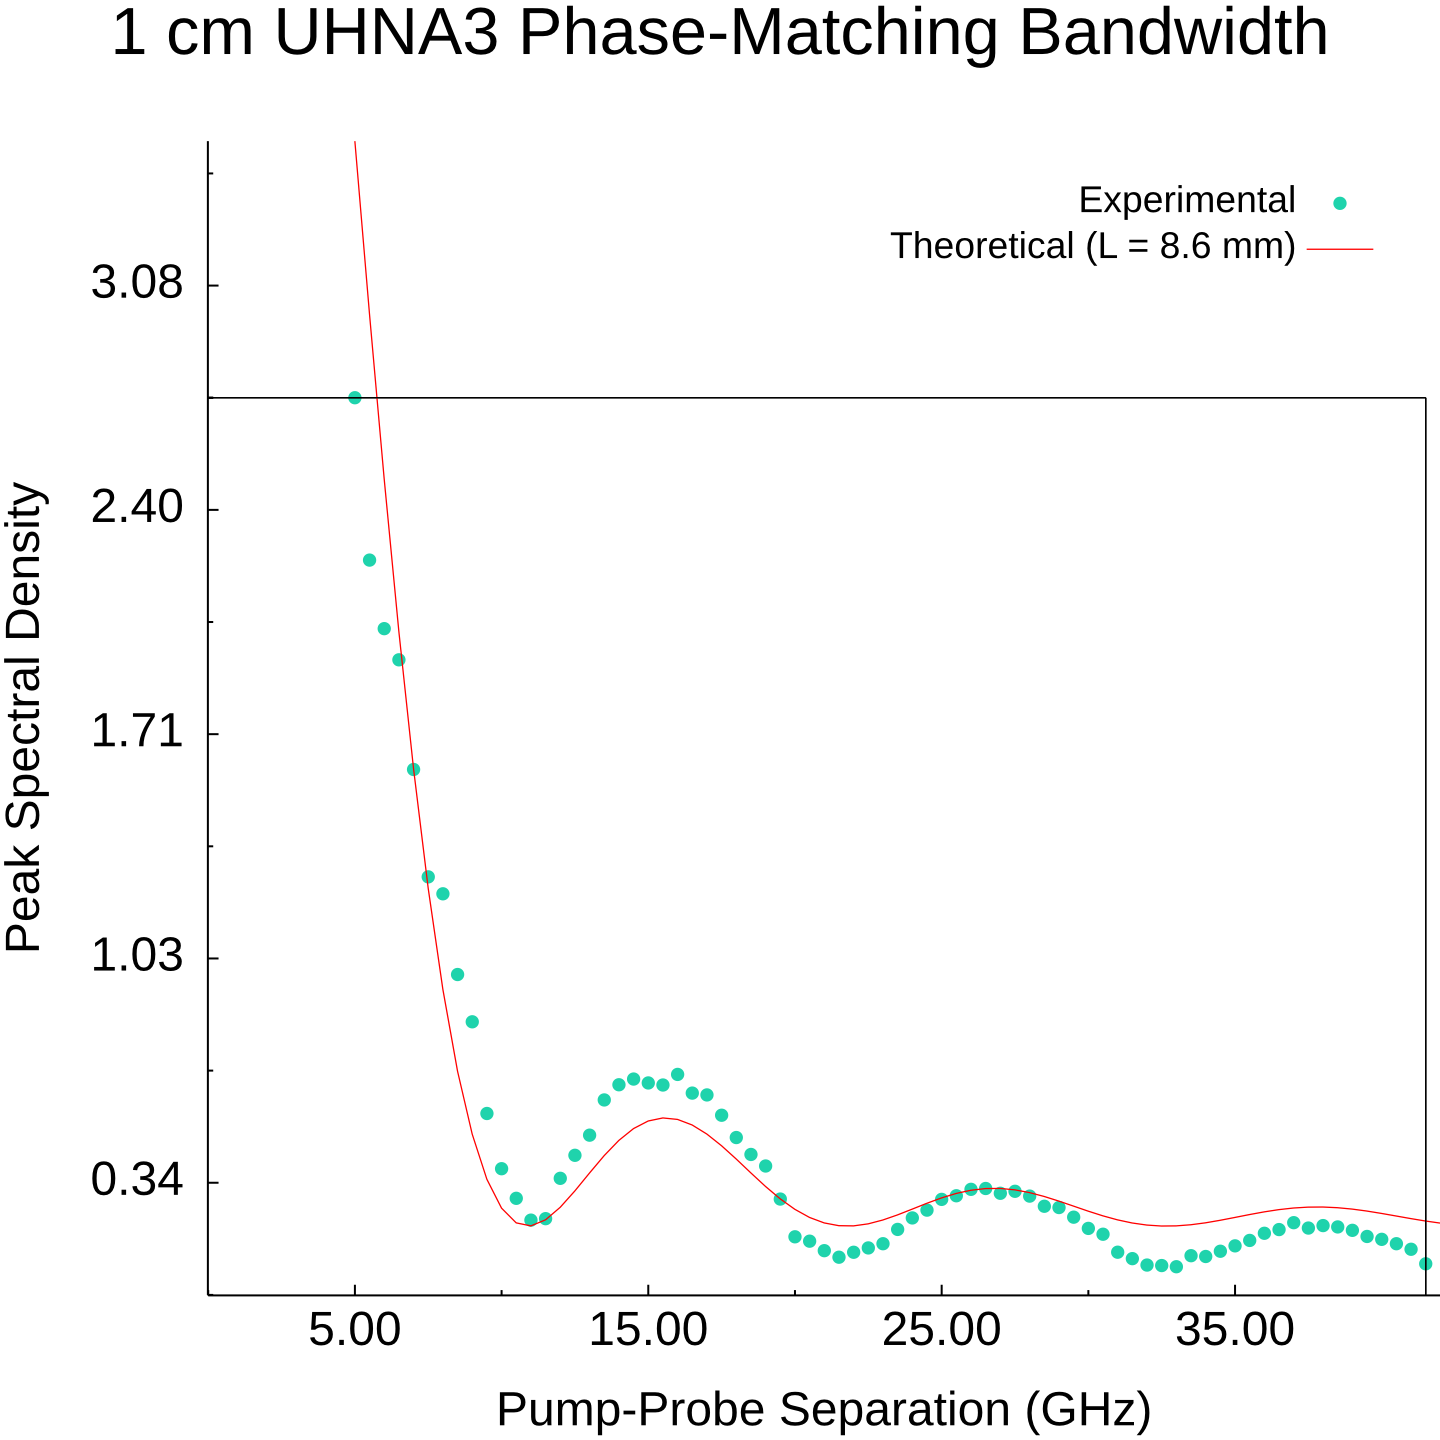 1 cm UHNA3 Phase-Matching Bandwidth
Experimental
Theoretical (L = 8.6 mm)
3.08
2.40
1.71
1.03
0.34
Peak Spectral Density
5.00 15.00 25.00 35.00
Pump-Probe Separation (GHz)